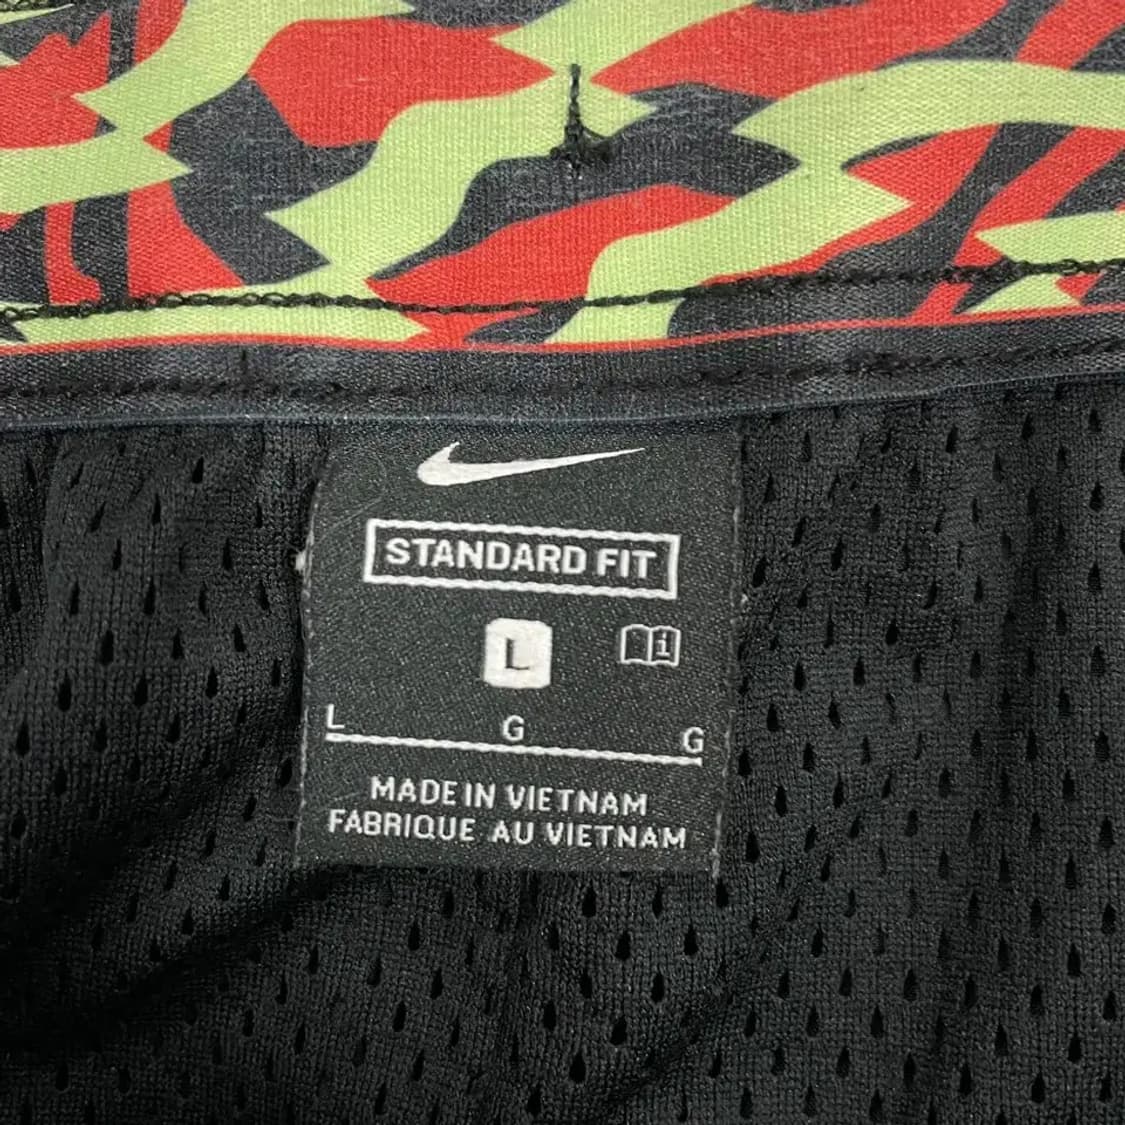 STANDARD FIT
L
i
L G G
MADE IN VIETNAM
FABRIQUE AU VIETNAM